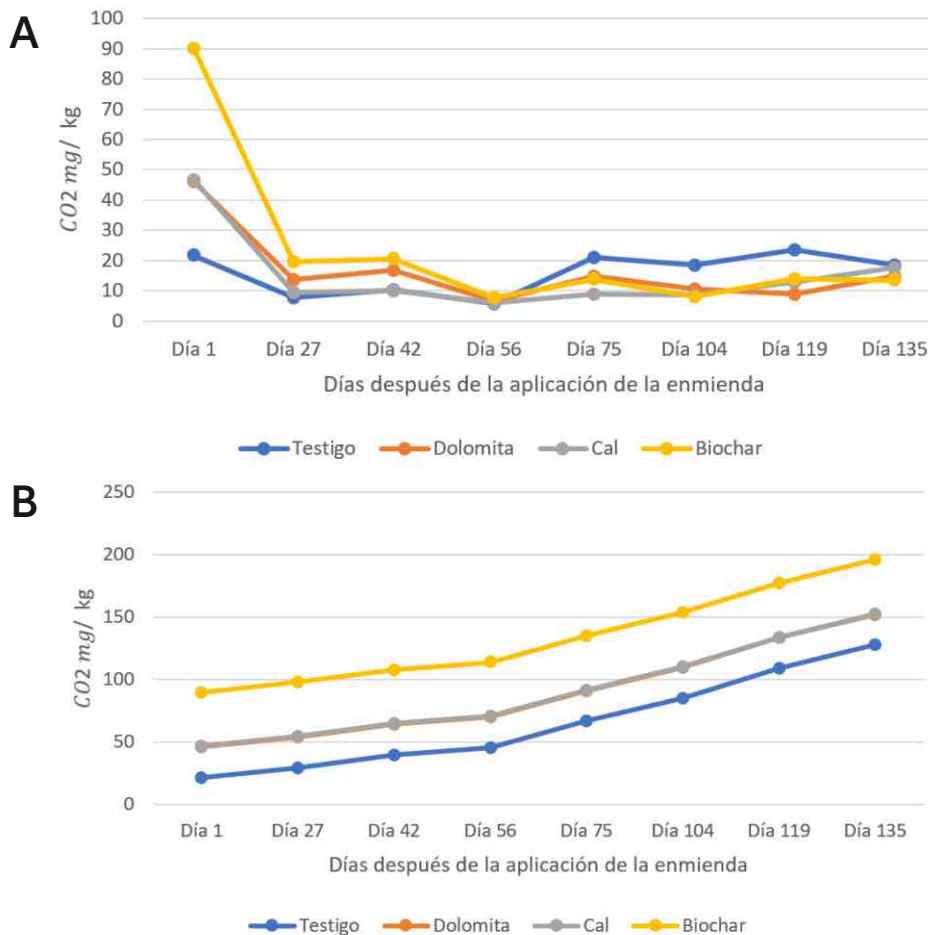 A
100
90
80
70
60
50
40
30
20
10
0
CO2 mg/ kg
Día 1 Día 27 Día 42 Día 56 Día 75 Día 104 Día 119 Día 135
Días después de la aplicación de la enmienda
Testigo Dolomita Cal Biochar
B
250
200
150
100
50
0
CO2 mg/ kg
Día 1 Día 27 Día 42 Día 56 Día 75 Día 104 Día 119 Día 135
Días después de la aplicación de la enmienda
Testigo Dolomita Cal Biochar